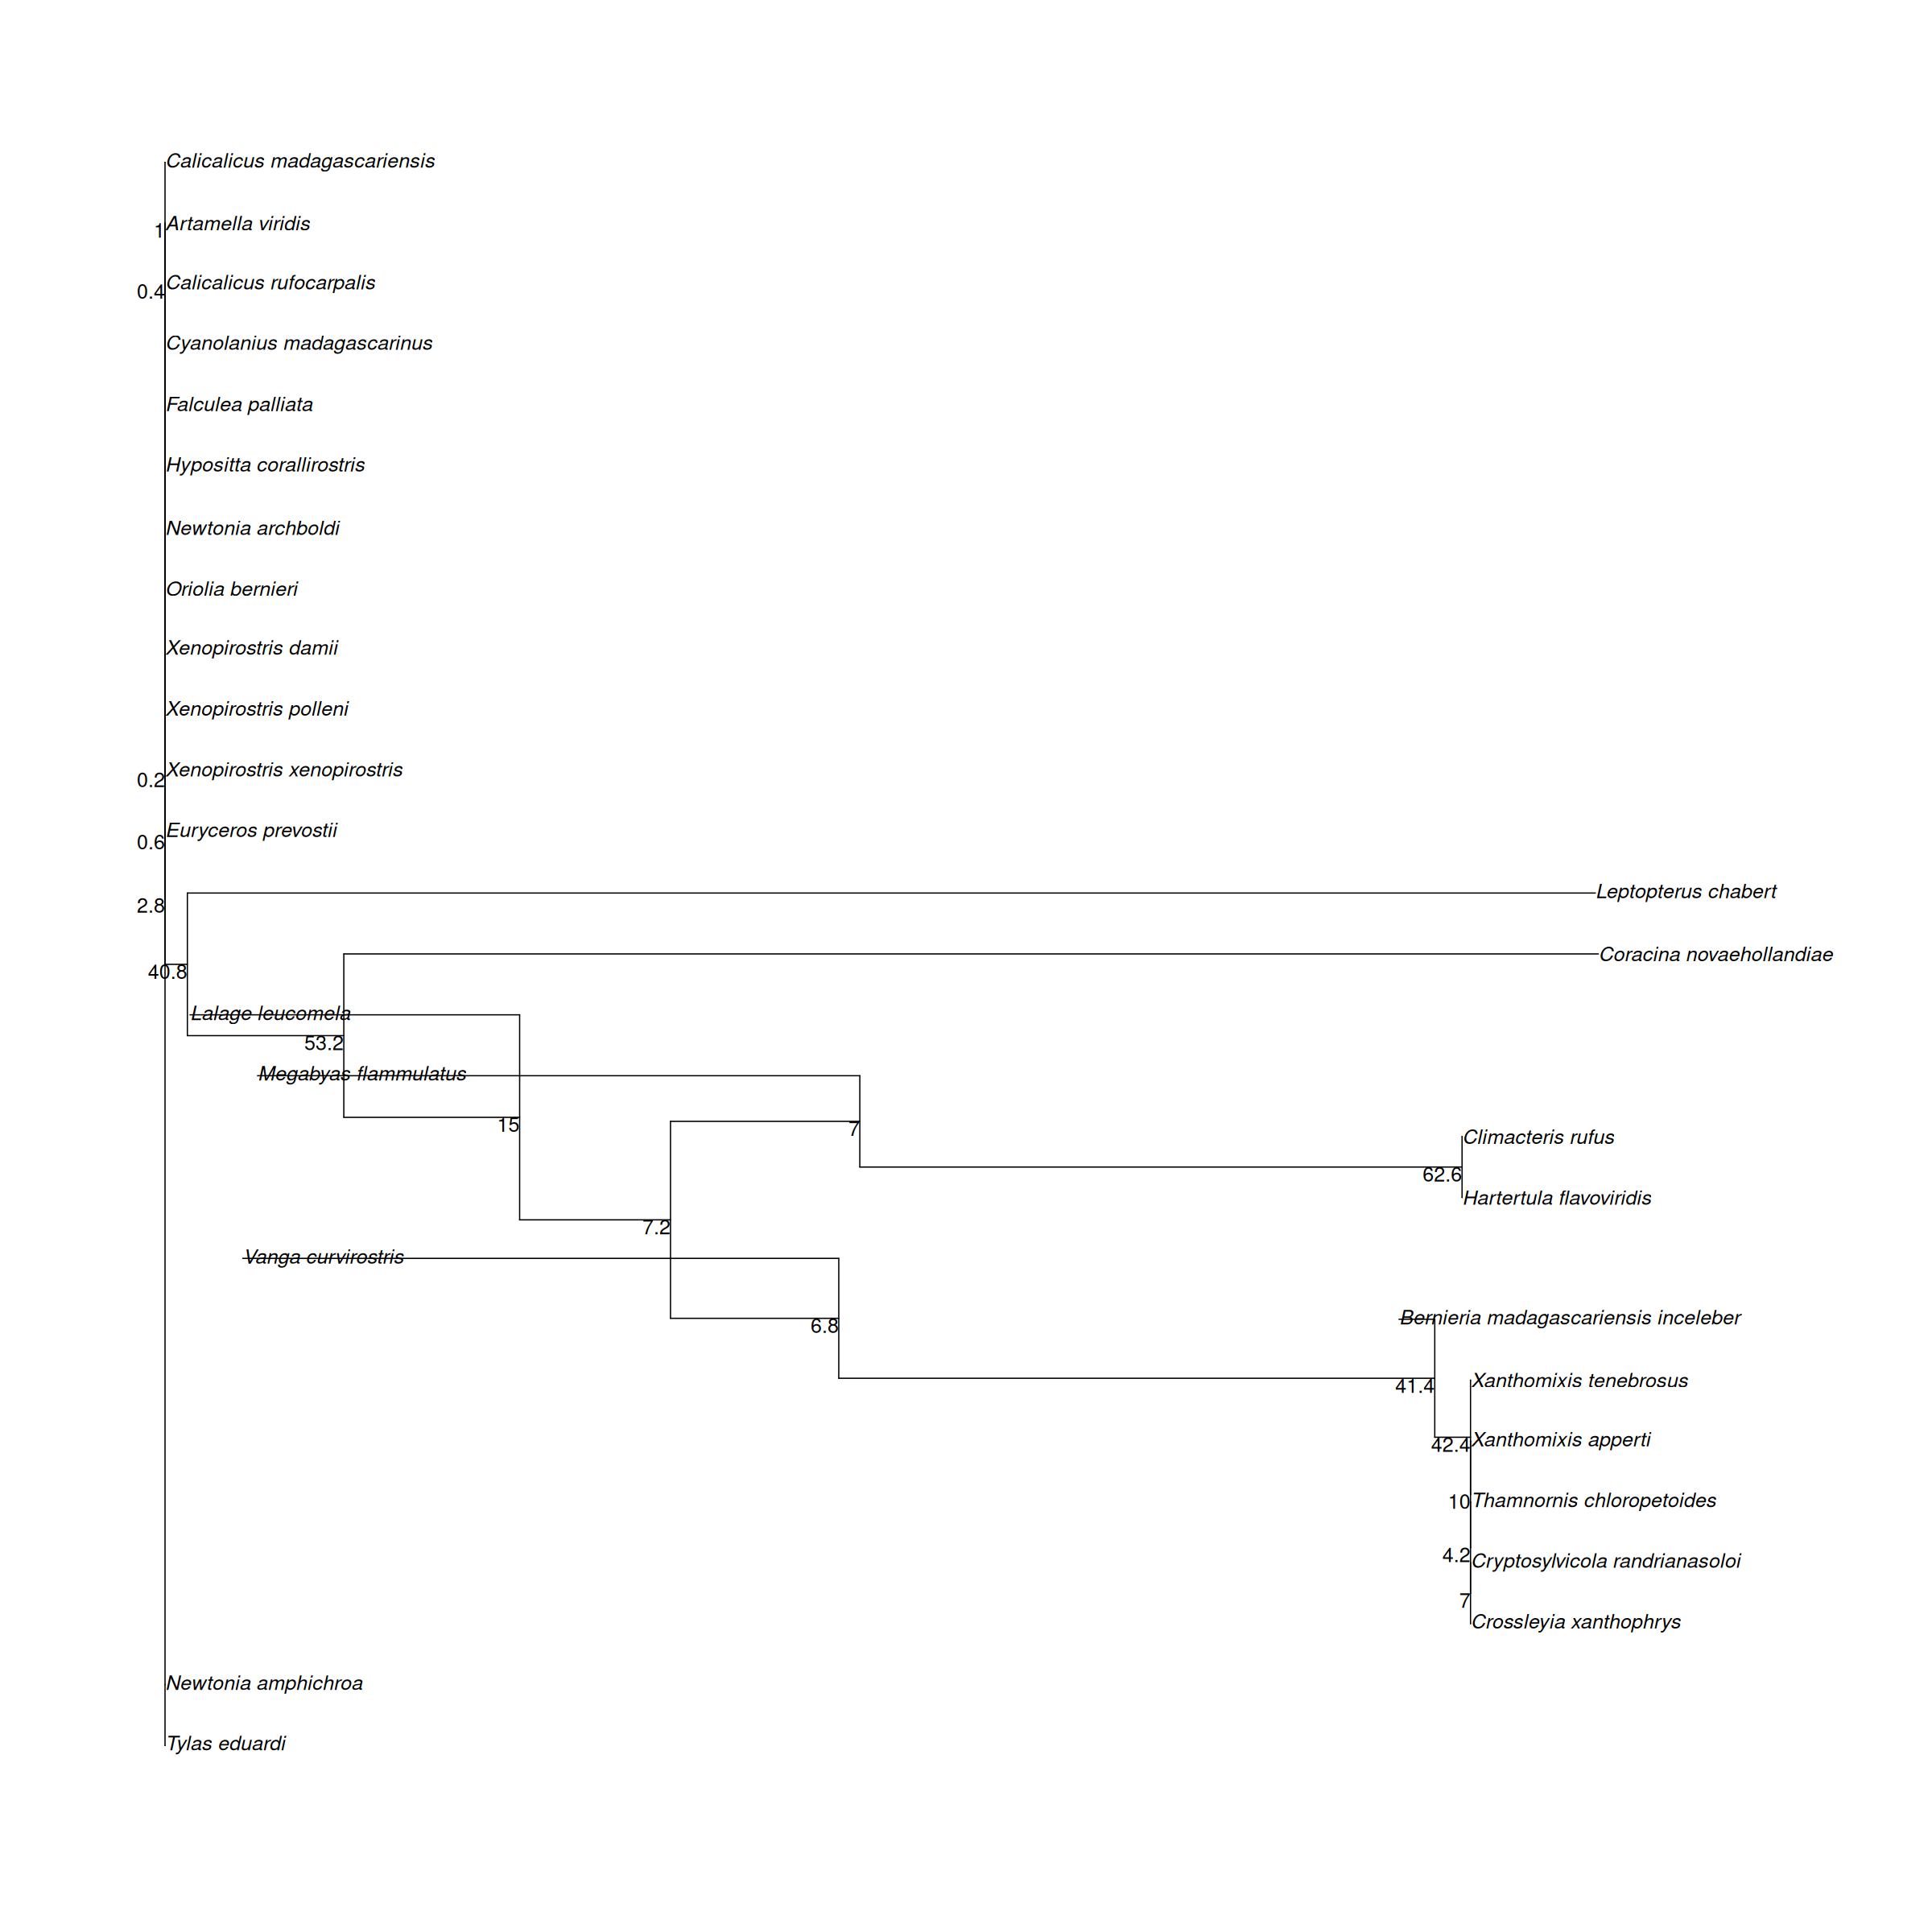 Calicalicus madagascariensis
Artamella viridis
1
Calicalicus rufocarpalis
0.4
Cyanolanius madagascarinus
Falculea palliata
Hypositta corallirostris
Newtonia archboldi
Oriolia bernieri
Xenopirostris damii
Xenopirostris polleni
Xenopirostris xenopirostris
0.2
Euryceros prevostii
0.6
Leptopterus chabert
2.8
Coracina novaehollandiae
40.8
Lalage leucomela
53.2
Megabyas flammulatus
15
7
Climacteris rufus
62.6
Hartertula flavoviridis
7.2
Vanga curvirostris
Bernieria madagascariensis inceleber
6.8
Xanthomixis tenebrosus
41.4
Xanthomixis apperti
42.4
Thamnornis chloropetoides
10
4.2
Cryptosylvicola randrianasoloi
7
Crossleyia xanthophrys
Newtonia amphichroa
Tylas eduardi